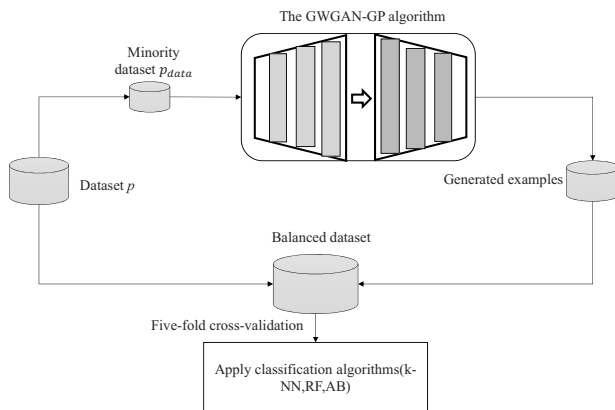 The GWGAN-GP algorithm
Minority
dataset p_data
Dataset p
Generated examples
Balanced dataset
Five-fold cross-validation
Apply classification algorithms(k-
NN,RF,AB)